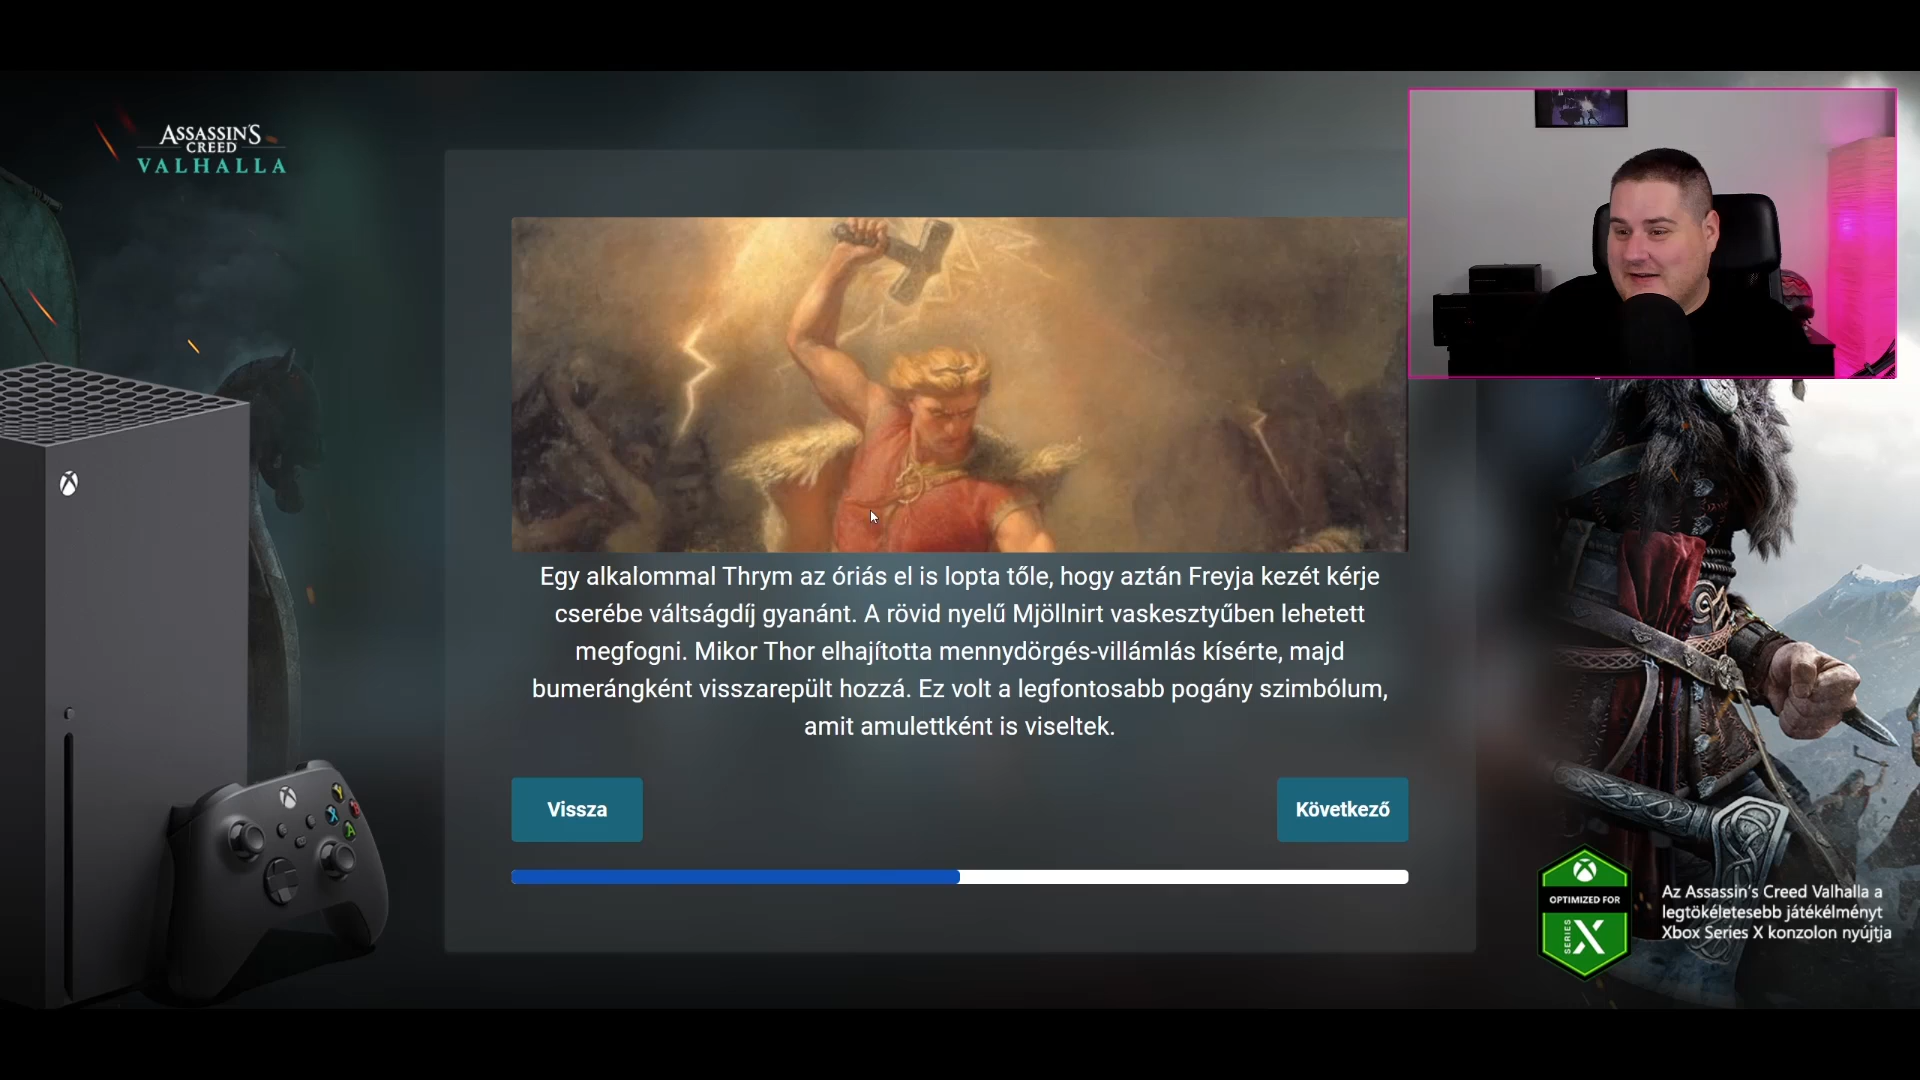 ASSASSIN'S
CREED
VALHALLA
Egy alkalommal Thrym az óriás el is lopta tőle, hogy aztán Freyja kezét kérje
cserébe váltságdíj gyanánt. A rövid nyelű Mjöllnirt vaskesztyűben lehetett
megfogni. Mikor Thor elhajította mennydörgés-villámlás kísérte, majd
bumerángként visszarepült hozzá. Ez volt a legfontosabb pogány szimbólum,
amit amulettként is viseltek.
Vissza
Következő
OPTIMIZED FOR
SERIES X
Az Assassin's Creed Valhalla a
legtökéletesebb játékélményt
Xbox Series X konzolon nyújtja
Y
X
B
A